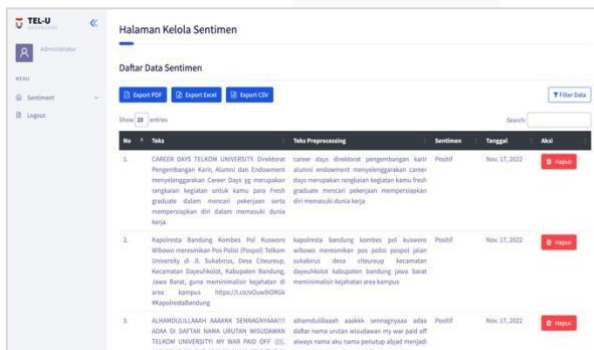 TEL-U
Halaman Kelola Sentimen
A
Administrator
MENU
Sentiment
Logout
Daftar Data Sentimen
Export PDF
Export Excel
Export CSV
Filter Data
Show 10 entries
Search:
No Teks Teks Preprocessing Sentimen Tanggal Aksi
1. CAREER DAYS TELKOM UNIVERSITY. Direktorat career days direktorat pengembangan karir Positif Nov. 17, 2022 Hapus
Pengembangan Karir, Alumni dan Endowment alumni endowment menyelenggarakan career
menyelenggarakan Career Days yg merupakan days merupakan rangkaian kegiatan kamu fresh
rangkaian kegiatan untuk kamu para Fresh graduate mencari pekerjaan mempersiapkan
graduate dalam mencari pekerjaan serta diri memasuki dunia kerja
mempersiapkan diri dalam memasuki dunia
kerja.
2. Kapolresta Bandung Kombes Pol Kusworo kapolresta bandung kombes pol kusworo Positif Nov. 17, 2022 Hapus
Wibowo meresmikan Pos Polisi (Pospol) Telkom wibowo meresmikan pos polisi pospol jalan
University di Jl. Sukabirus, Desa Citeureup, sukabirus desa citeureup kecamatan
Kecamatan Dayeuhkolot, Kabupaten Bandung, dayeuhkolot kabupaten bandung jawa barat
Jawa Barat, guna meminimalisir kejahatan di meminimalisir kejahatan area kampus
area kampus
#KapolrestaBandung
3. ALHAMDULILLAAH AAAKKK SENNAGNYAAA alhamdulillaaah aaakkk sennagnyaaa adaa Positif Nov. 17, 2022 Hapus
ADAA DI DAFTAR NAMA URUTAN WISUDAWAN daftar nama urutan wisudawan my war paid off
TELKOM UNIVERSITY! MY WAR PAID OFF always nama aku nama penutup abjad menjadi